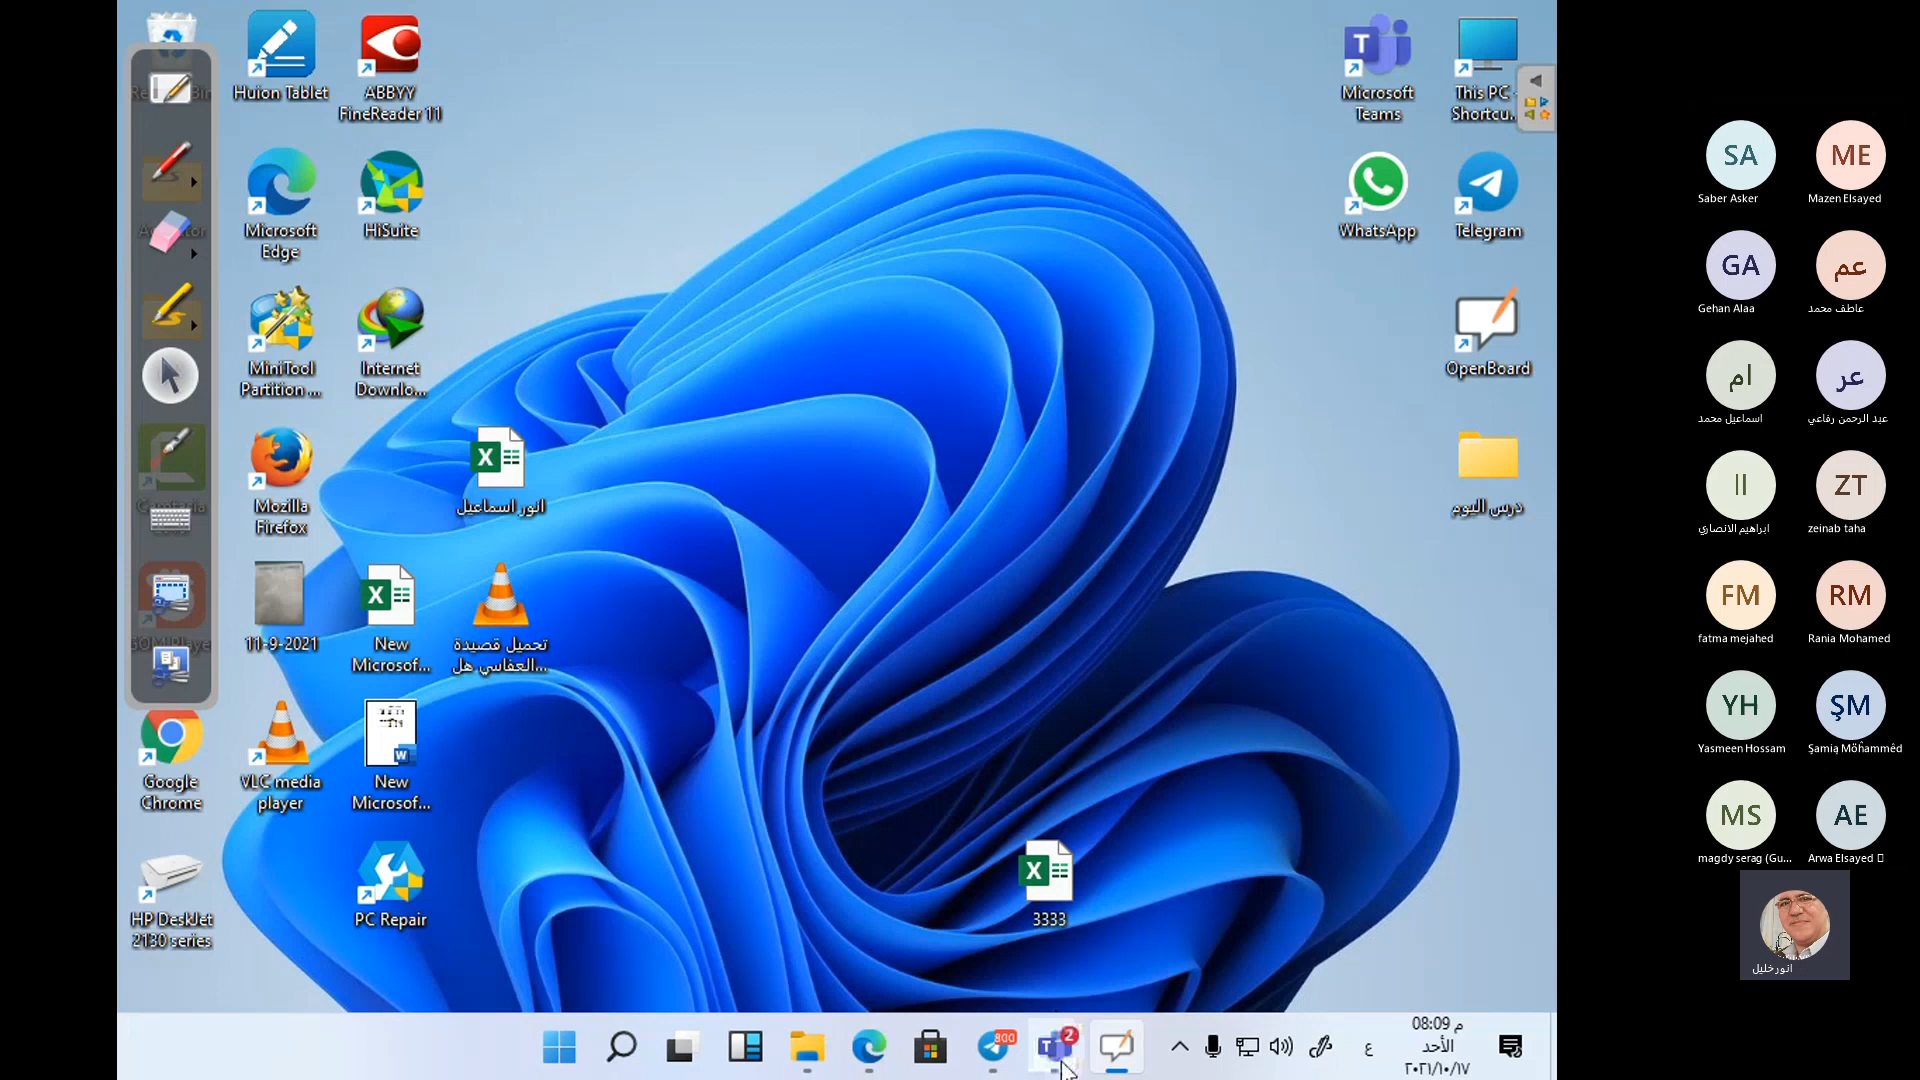 Huion Tablet
ABBYY
FineReader 11
Microsoft
Teams
This PC -
Shortcu...
Microsoft
Edge
HiSuite
WhatsApp
Telegram
MiniTool
Partition ...
Internet
Downlo...
OpenBoard
Mozilla
Firefox
انور اسماعيل
درس اليوم
11-9-2021
New
Microsof...
تحميل قصيدة
العفاسي هل...
Google
Chrome
VLC media
player
New
Microsof...
HP DeskJet
2130 series
PC Repair
3333
800
2
ع
08:09 م
الأحد
٢٠٢١/١٠/١٧
SA
Saber Asker
ME
Mazen Elsayed
GA
Gehan Alaa
عم
عاطف محمد
ام
اسماعيل محمد
عر
عبد الرحمن رفاعي
اا
ابراهيم الانصاري
ZT
zeinab taha
FM
fatma mejahed
RM
Rania Mohamed
YH
Yasmeen Hossam
ŞM
MS
magdy serag (Gu...
AE
Arwa Elsayed
انور خليل